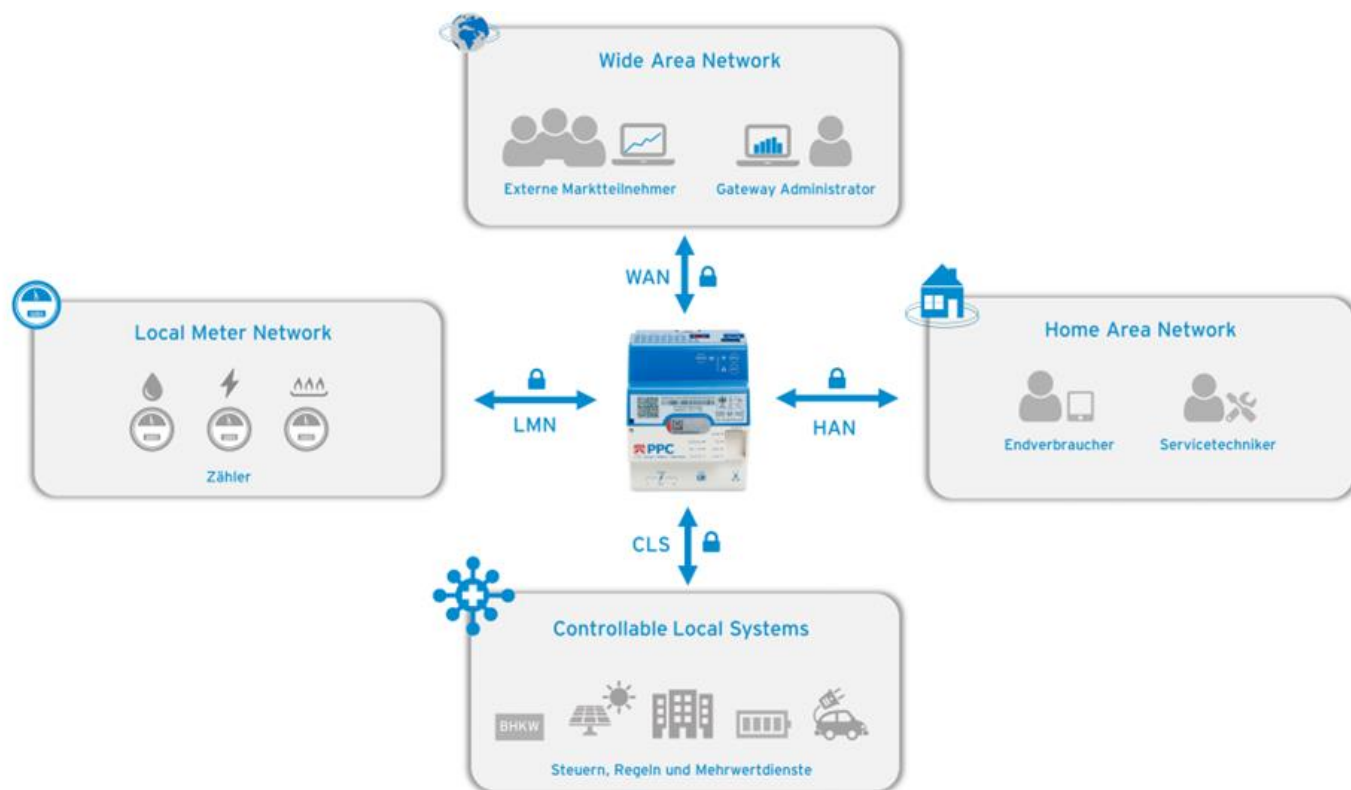 Wide Area Network
Externe Marktteilnehmer
Gateway Administrator
WAN
Local Meter Network
Zähler
LMN
PPC
HAN
Home Area Network
Endverbraucher
Servicetechniker
CLS
Controllable Local Systems
BHKW
Steuern, Regeln und Mehrwertdienste